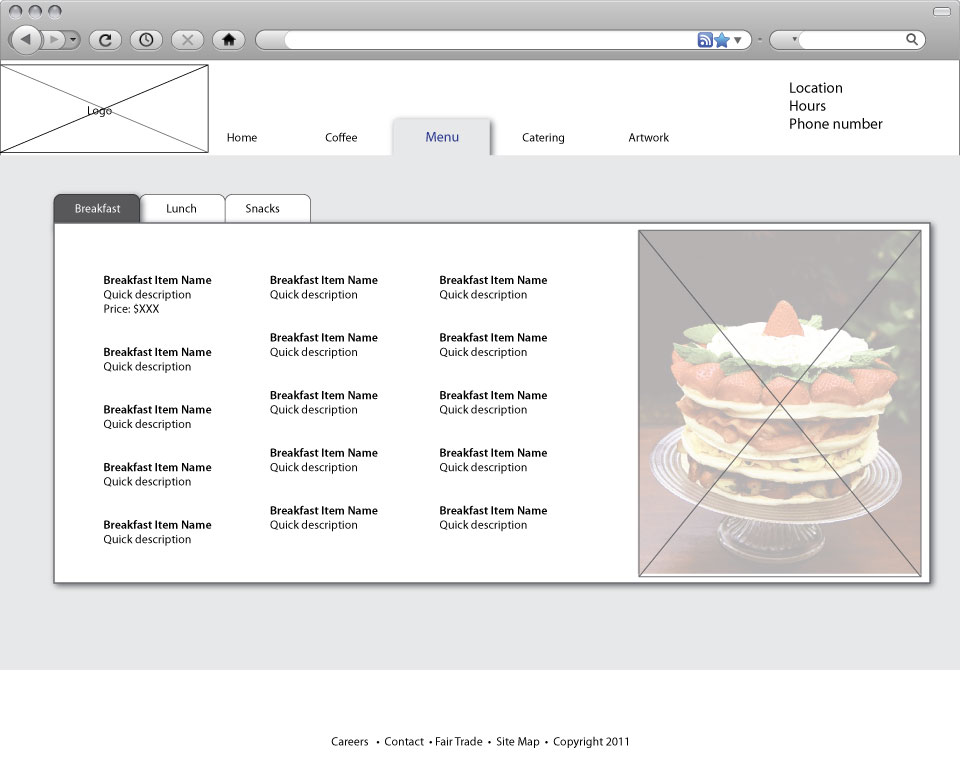 Logo
Location
Hours
Phone number
Home
Coffee
Menu
Catering
Artwork
Breakfast
Lunch
Snacks
Breakfast Item Name
Quick description
Price: $XXX
Breakfast Item Name
Quick description
Breakfast Item Name
Quick description
Breakfast Item Name
Quick description
Breakfast Item Name
Quick description
Breakfast Item Name
Quick description
Breakfast Item Name
Quick description
Breakfast Item Name
Quick description
Breakfast Item Name
Quick description
Breakfast Item Name
Quick description
Breakfast Item Name
Quick description
Breakfast Item Name
Quick description
Breakfast Item Name
Quick description
Breakfast Item Name
Quick description
Breakfast Item Name
Quick description
Careers • Contact • Fair Trade • Site Map • Copyright 2011